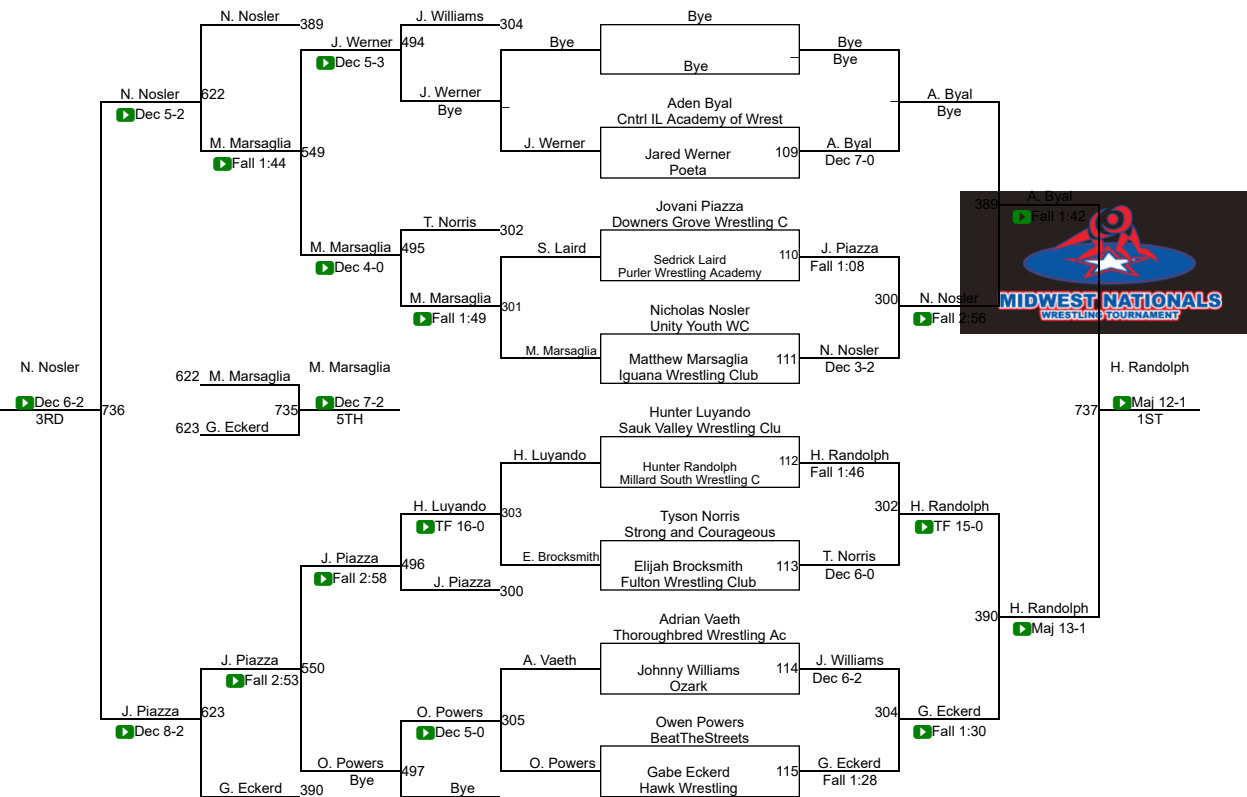 N. Nosler
389
J. Williams
304
Bye
J. Werner
494
Bye
Bye
Dec 5-3
Bye
Bye
N. Nosler
622
J. Werner
A. Byal
Dec 5-2
Bye
Aden Byal
Bye
Cntrl IL Academy of Wrest
M. Marsaglia
549
J. Werner
Jared Werner
109
A. Byal
Fall 1:44
Poeta
Dec 7-0
Jovani Piazza
389
A. Byal
Downers Grove Wrestling C
Fall 1:42
T. Norris
302
M. Marsaglia
495
S. Laird
Sedrick Laird
110
J. Piazza
Dec 4-0
Purler Wrestling Academy
Fall 1:08
M. Marsaglia
301
Nicholas Nosler
300
N. Nosler
MIDWEST NATIONALS
WRESTLING TOURNAMENT
Fall 1:49
Unity Youth WC
Fall 2:56
M. Marsaglia
Matthew Marsaglia
111
N. Nosler
Iguana Wrestling Club
Dec 3-2
N. Nosler
622
M. Marsaglia
M. Marsaglia
H. Randolph
Dec 6-2
736
735
Dec 7-2
737
Maj 12-1
3RD
5TH
1ST
623
G. Eckerd
Hunter Luyando
Sauk Valley Wrestling Clu
H. Luyando
Hunter Randolph
112
H. Randolph
Millard South Wrestling C
Fall 1:46
H. Luyando
303
302
H. Randolph
TF 16-0
Tyson Norris
TF 15-0
Strong and Courageous
J. Piazza
496
E. Brocksmith
Elijah Brocksmith
113
T. Norris
Fall 2:58
J. Piazza
300
Fulton Wrestling Club
Dec 6-0
Adrian Vaeth
390
H. Randolph
Thoroughbred Wrestling Ac
Maj 13-1
J. Piazza
550
A. Vaeth
Johnny Williams
114
J. Williams
Fall 2:53
Ozark
Dec 6-2
J. Piazza
623
O. Powers
305
Owen Powers
304
G. Eckerd
Dec 8-2
Dec 5-0
BeatTheStreets
Fall 1:30
O. Powers
497
O. Powers
Gabe Eckerd
115
G. Eckerd
Bye
Hawk Wrestling
Fall 1:28
G. Eckerd
390
Bye